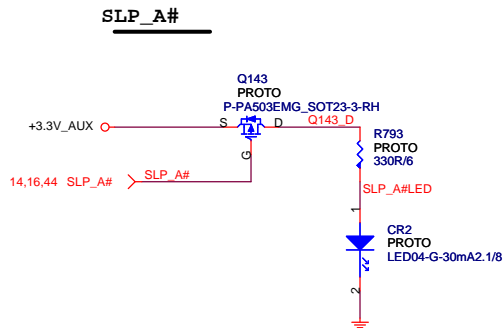 SLP_A#
Q143
PROTO
P-PA503EMG_SOT23-3-RH
+3.3V_AUX
S
D
Q143_D
G
R793
PROTO
330R/6
14,16,44 SLP_A#
SLP_A#
SLP_A#LED
1
CR2
PROTO
LED04-G-30mA2.1/8
2